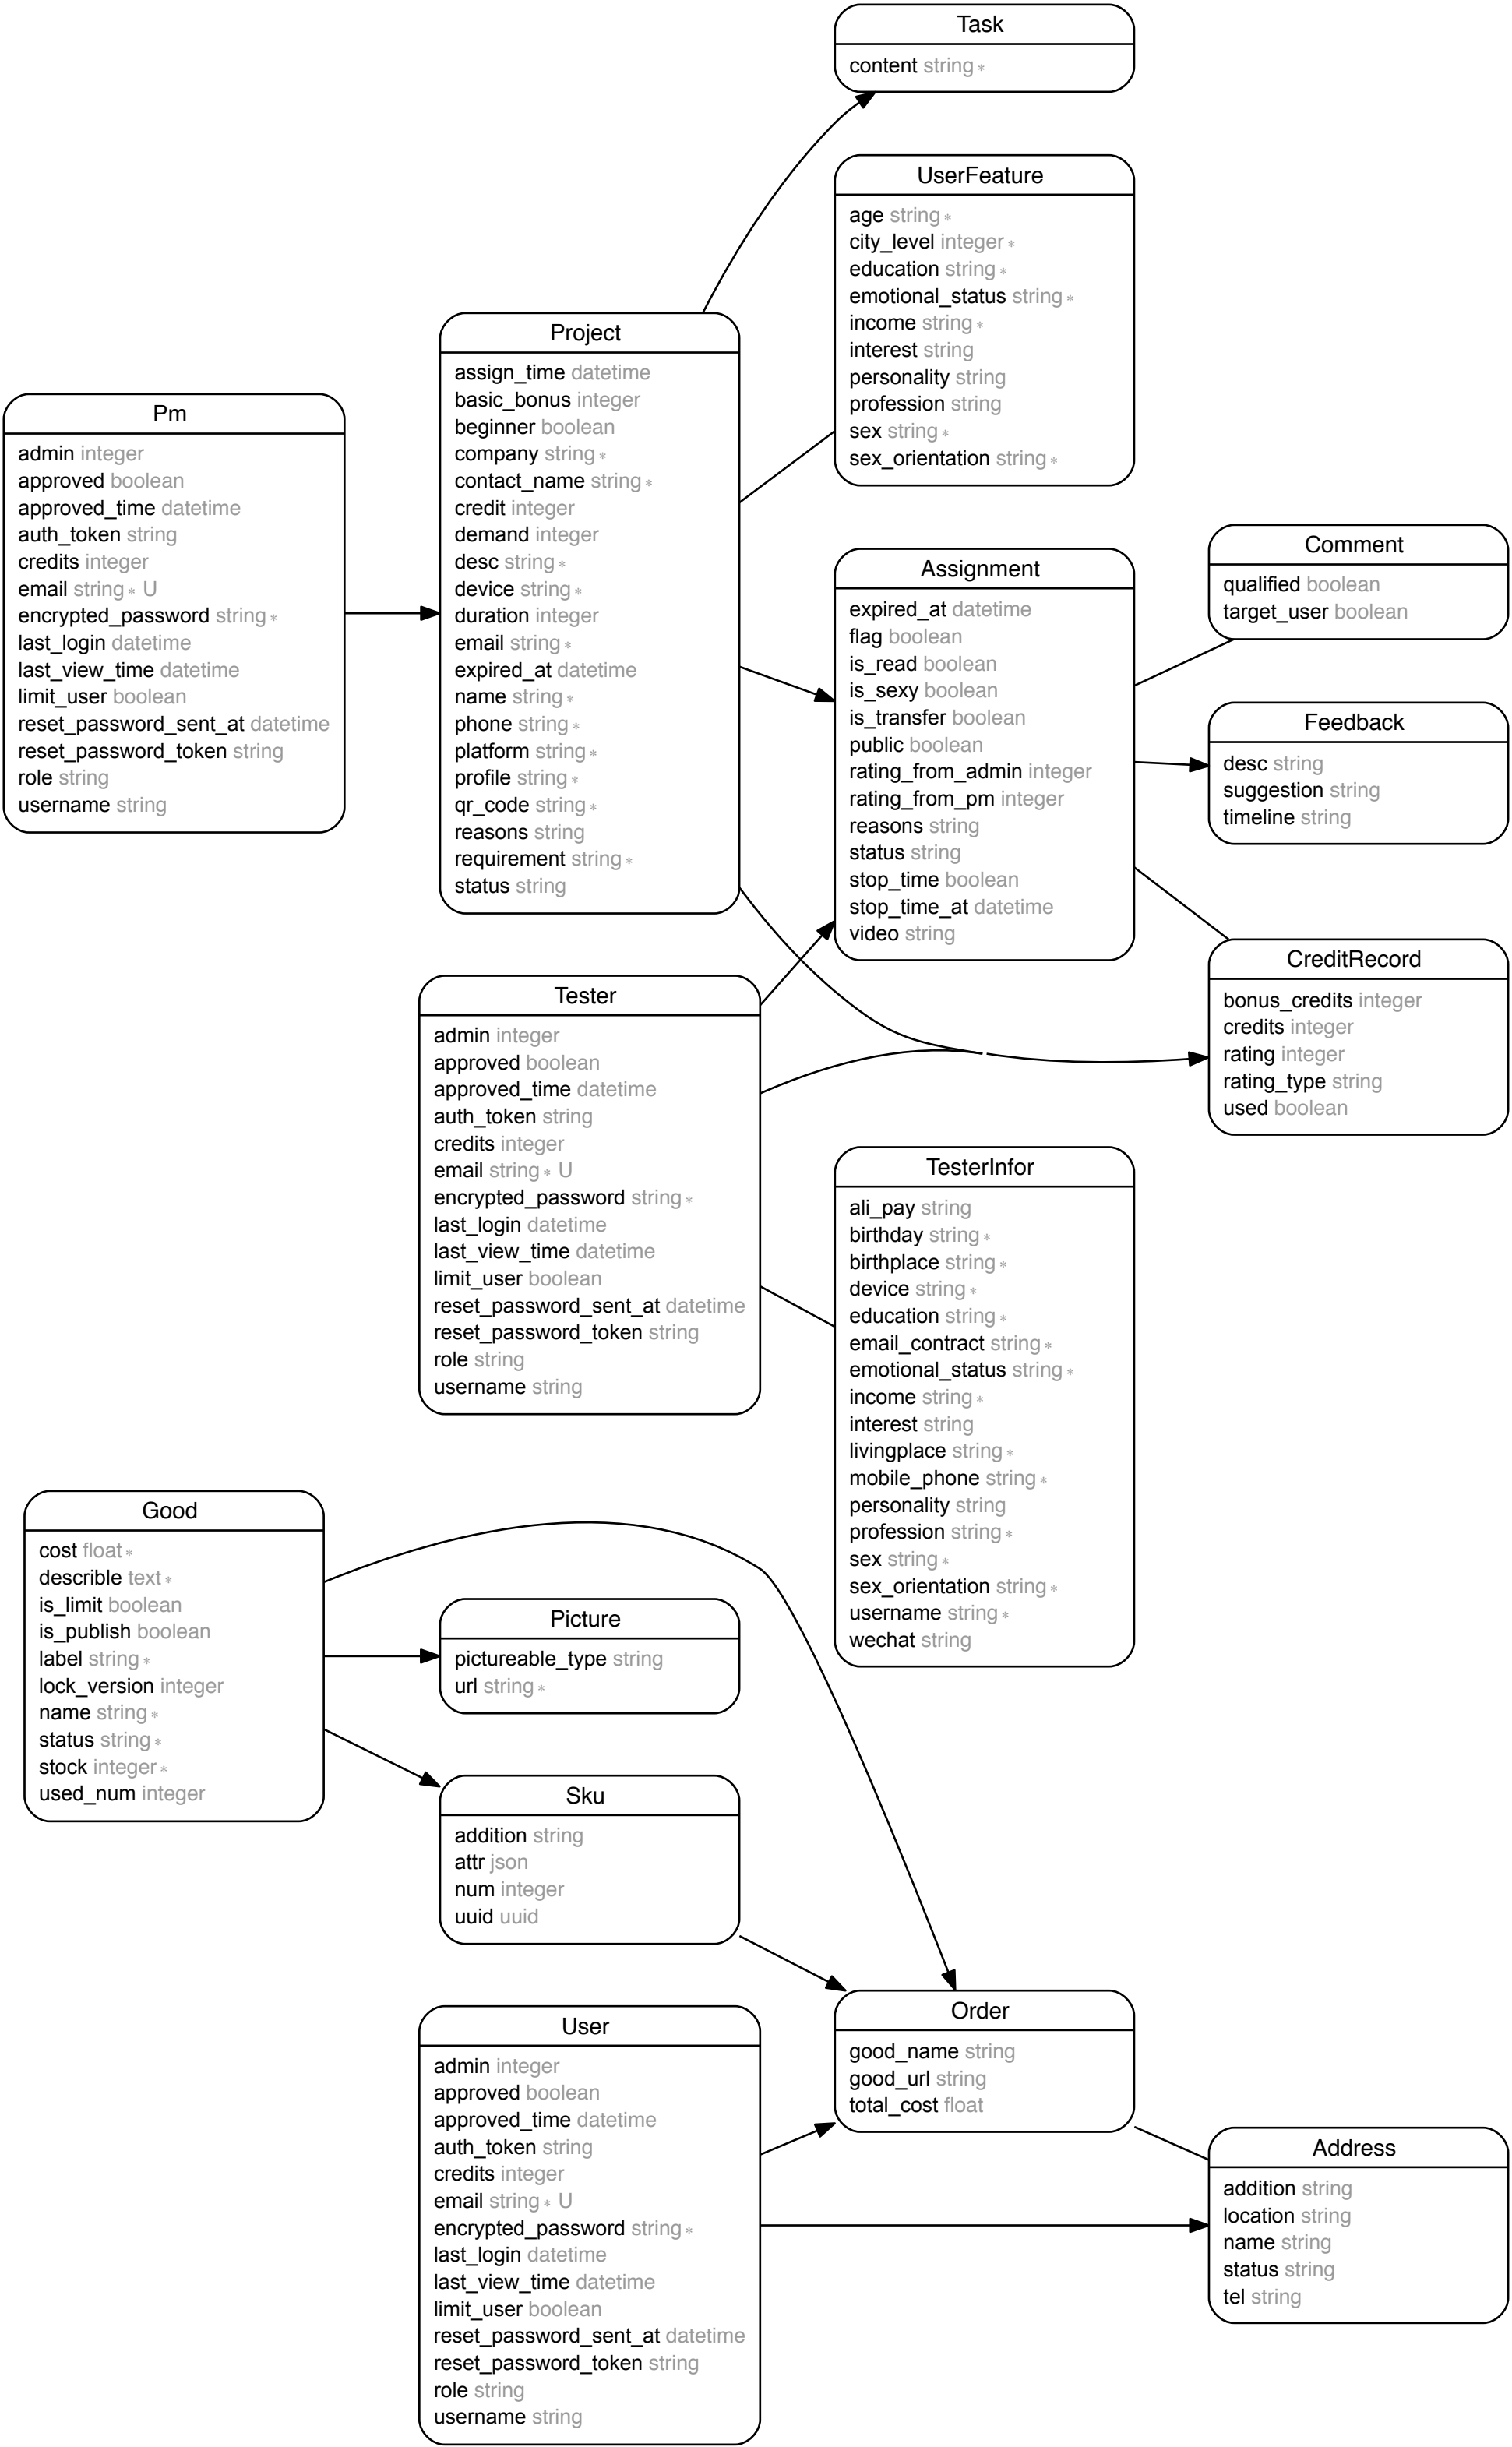 Task
content string *
UserFeature
age string *
city_level integer *
education string *
emotional_status string *
income string *
interest string
personality string
profession string
sex string *
sex_orientation string *
Project
assign_time datetime
basic_bonus integer
beginner boolean
company string *
contact_name string *
credit integer
demand integer
desc string *
device string *
duration integer
email string *
expired_at datetime
name string *
phone string *
platform string *
profile string *
qr_code string *
reasons string
requirement string *
status string
Pm
admin integer
approved boolean
approved_time datetime
auth_token string
credits integer
email string * U
encrypted_password string *
last_login datetime
last_view_time datetime
limit_user boolean
reset_password_sent_at datetime
reset_password_token string
role string
username string
Assignment
expired_at datetime
flag boolean
is_read boolean
is_sexy boolean
is_transfer boolean
public boolean
rating_from_admin integer
rating_from_pm integer
reasons string
status string
stop_time boolean
stop_time_at datetime
video string
Comment
qualified boolean
target_user boolean
Feedback
desc string
suggestion string
timeline string
CreditRecord
bonus_credits integer
credits integer
rating integer
rating_type string
used boolean
Tester
admin integer
approved boolean
approved_time datetime
auth_token string
credits integer
email string * U
encrypted_password string *
last_login datetime
last_view_time datetime
limit_user boolean
reset_password_sent_at datetime
reset_password_token string
role string
username string
TesterInfor
ali_pay string
birthday string *
birthplace string *
device string *
education string *
email_contract string *
emotional_status string *
income string *
interest string
livingplace string *
mobile_phone string *
personality string
profession string *
sex string *
sex_orientation string *
username string *
wechat string
Good
cost float *
describle text *
is_limit boolean
is_publish boolean
label string *
lock_version integer
name string *
status string *
stock integer *
used_num integer
Picture
pictureable_type string
url string *
Sku
addition string
attr json
num integer
uuid uuid
Order
good_name string
good_url string
total_cost float
User
admin integer
approved boolean
approved_time datetime
auth_token string
credits integer
email string * U
encrypted_password string *
last_login datetime
last_view_time datetime
limit_user boolean
reset_password_sent_at datetime
reset_password_token string
role string
username string
Address
addition string
location string
name string
status string
tel string